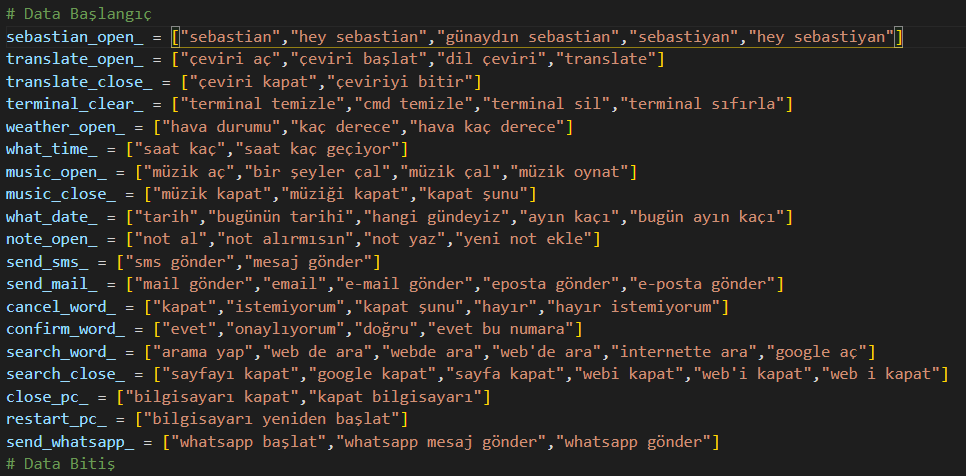 # Data Başlangıç
sebastian_open_ = ["sebastian","hey sebastian","günaydın sebastian","sebastiyan","hey sebastiyan"]
translate_open_ = ["çeviri aç","çeviri başlat","dil çeviri","translate"]
translate_close_ = ["çeviri kapat","çeviriyi bitir"]
terminal_clear_ = ["terminal temizle","cmd temizle","terminal sil","terminal sıfırla"]
weather_open_ = ["hava durumu","kaç derece","hava kaç derece"]
what_time_ = ["saat kaç","saat kaç geçiyor"]
music_open_ = ["müzik aç","bir şeyler çal","müzik çal","müzik oynat"]
music_close_ = ["müzik kapat","müziği kapat","kapat şunu"]
what_date_ = ["tarih","bugünün tarihi","hangi gündeyiz","ayın kaçı","bugün ayın kaçı"]
note_open_ = ["not al","not alırmısın","not yaz","yeni not ekle"]
send_sms_ = ["sms gönder","mesaj gönder"]
send_mail_ = ["mail gönder","email","e-mail gönder","eposta gönder","e-posta gönder"]
cancel_word_ = ["kapat","istemiyorum","kapat şunu","hayır","hayır istemiyorum"]
confirm_word_ = ["evet","onaylıyorum","doğru","evet bu numara"]
search_word_ = ["arama yap","web de ara","webde ara","web'de ara","internette ara","google aç"]
search_close_ = ["sayfayı kapat","google kapat","sayfa kapat","webi kapat","web'i kapat","web i kapat"]
close_pc_ = ["bilgisayarı kapat","kapat bilgisayarı"]
restart_pc_ = ["bilgisayarı yeniden başlat"]
send_whatsapp_ = ["whatsapp başlat","whatsapp mesaj gönder","whatsapp gönder"]
# Data Bitiş